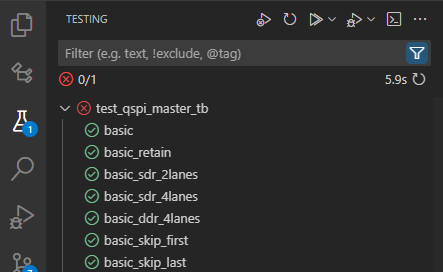 TESTING
Filter (e.g. text, !exclude, @tag)
0/1 5.9s
test_qspi_master_tb
1
basic
basic_retain
basic_sdr_2lanes
basic_sdr_4lanes
basic_ddr_4lanes
basic_skip_first
basic_skip_last